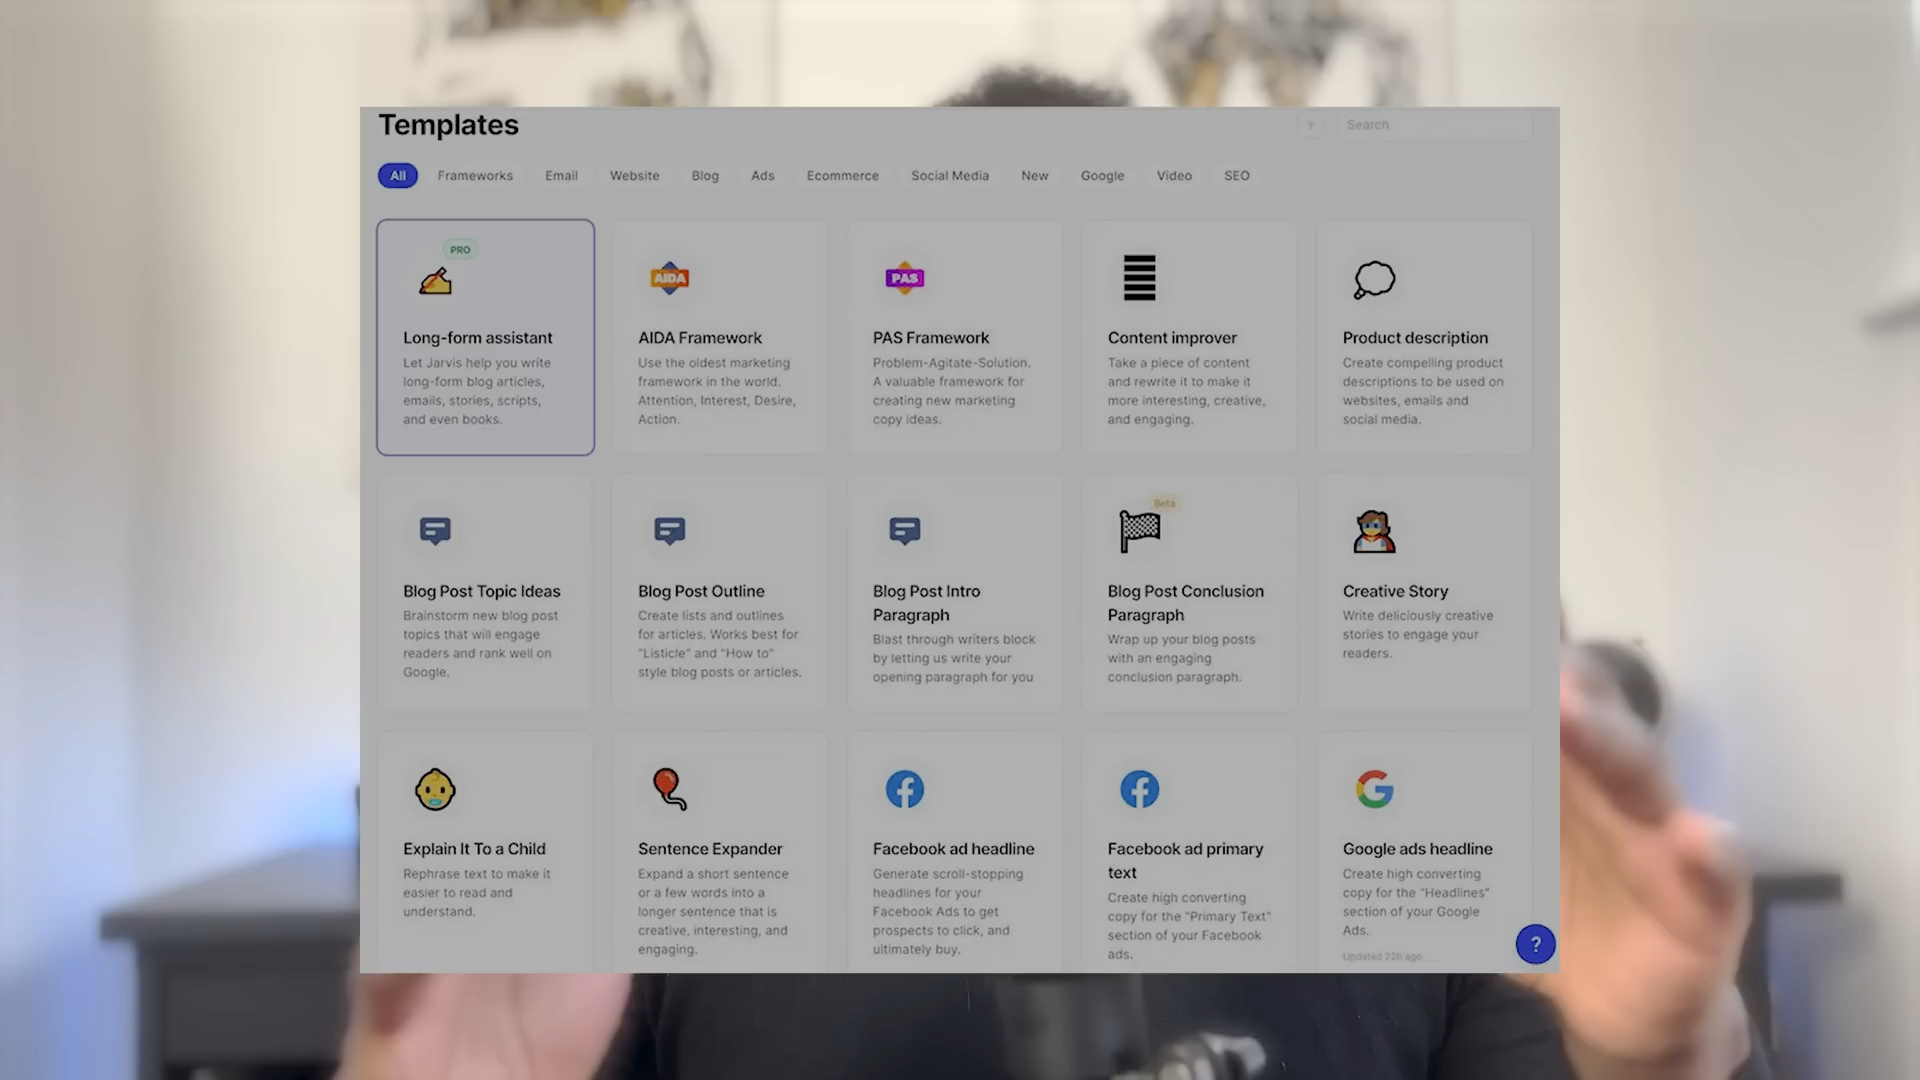 Templates
Search
All Frameworks Email Website Blog Ads Ecommerce Social Media New Google Video SEO
PRO
Long-form assistant
Let Jarvis help you write
long-form blog articles,
emails, stories, scripts,
and even books.
AIDA
AIDA Framework
Use the oldest marketing
framework in the world.
Attention, Interest, Desire,
Action.
PAS
PAS Framework
Problem-Agitate-Solution.
A valuable framework for
creating new marketing
copy ideas.
Content improver
Take a piece of content
and rewrite it to make it
more interesting, creative,
and engaging.
Product description
Create compelling product
descriptions to be used on
websites, emails and
social media.
Blog Post Topic Ideas
Brainstorm new blog post
topics that will engage
readers and rank well on
Google.
Blog Post Outline
Create lists and outlines
for articles. Works best for
"Listicle" and "How to"
style blog posts or articles.
Blog Post Intro
Paragraph
Blast through writers block
by letting us write your
opening paragraph for you
Beta
Blog Post Conclusion
Paragraph
Wrap up your blog posts
with an engaging
conclusion paragraph.
Creative Story
Write deliciously creative
stories to engage your
readers.
Explain It To a Child
Rephrase text to make it
easier to read and
understand.
Sentence Expander
Expand a short sentence
or a few words into a
longer sentence that is
creative, interesting, and
engaging.
Facebook ad headline
Generate scroll-stopping
headlines for your
Facebook Ads to get
prospects to click, and
ultimately buy.
Facebook ad primary
text
Create high converting
copy for the "Primary Text"
section of your Facebook
ads.
Google ads headline
Create high converting
copy for the "Headlines"
section of your Google
Ads.
Updated 22h ago
?